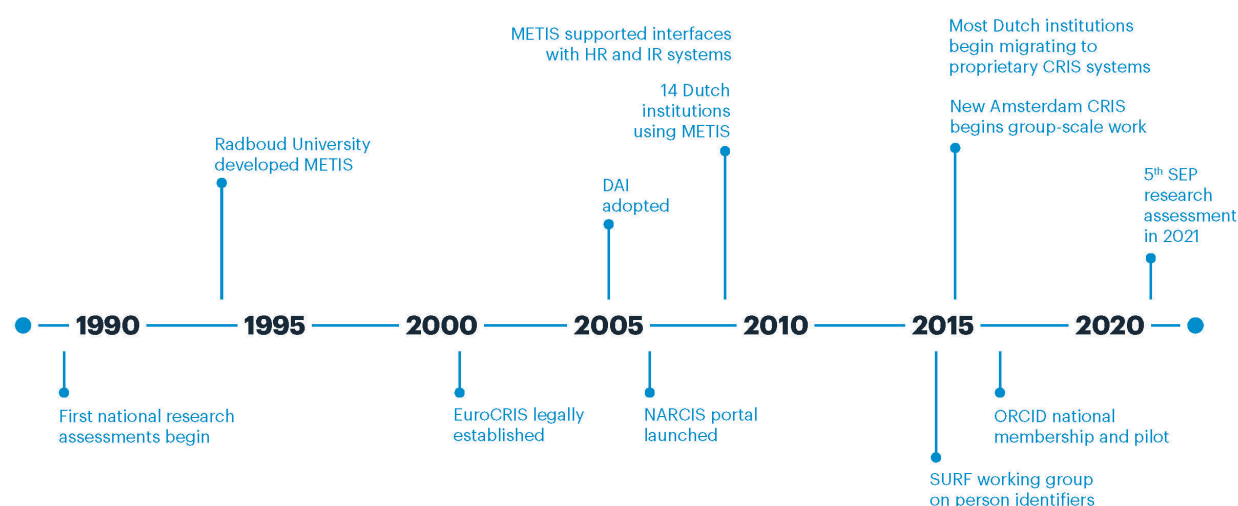 METIS supported interfaces
with HR and IR systems
14 Dutch
institutions
using METIS
Most Dutch institutions
begin migrating to
proprietary CRIS systems
New Amsterdam CRIS
begins group-scale work
Radboud University
developed METIS
DAI
adopted
5th SEP
research
assessment
in 2021
1990 1995 2000 2005 2010 2015 2020
First national research
assessments begin
EuroCRIS legally
established
NARCIS portal
launched
ORCID national
membership and pilot
SURF working group
on person identifiers